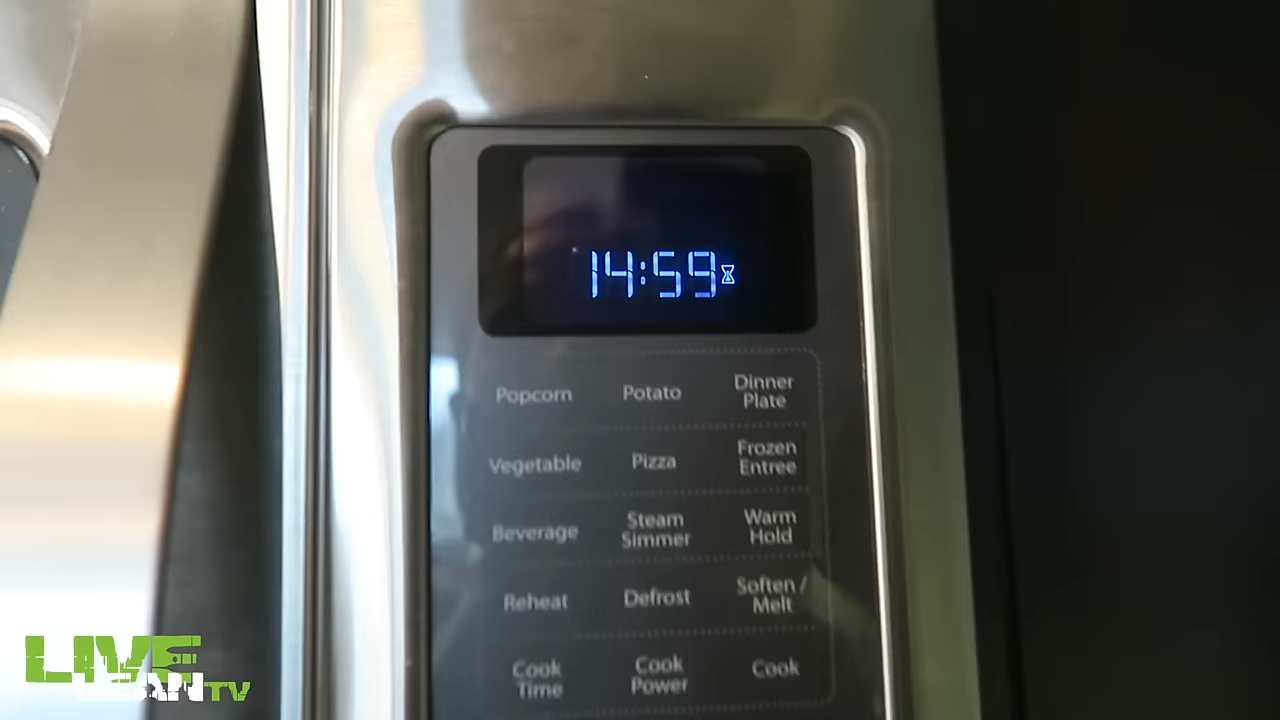 14:59
Popcorn Potato Dinner Plate
Vegetable Pizza Frozen Entree
Beverage Steam Simmer Warm Hold
Reheat Defrost Soften / Melt
Cook Time Cook Power Cook
LIVE
LEAN TV